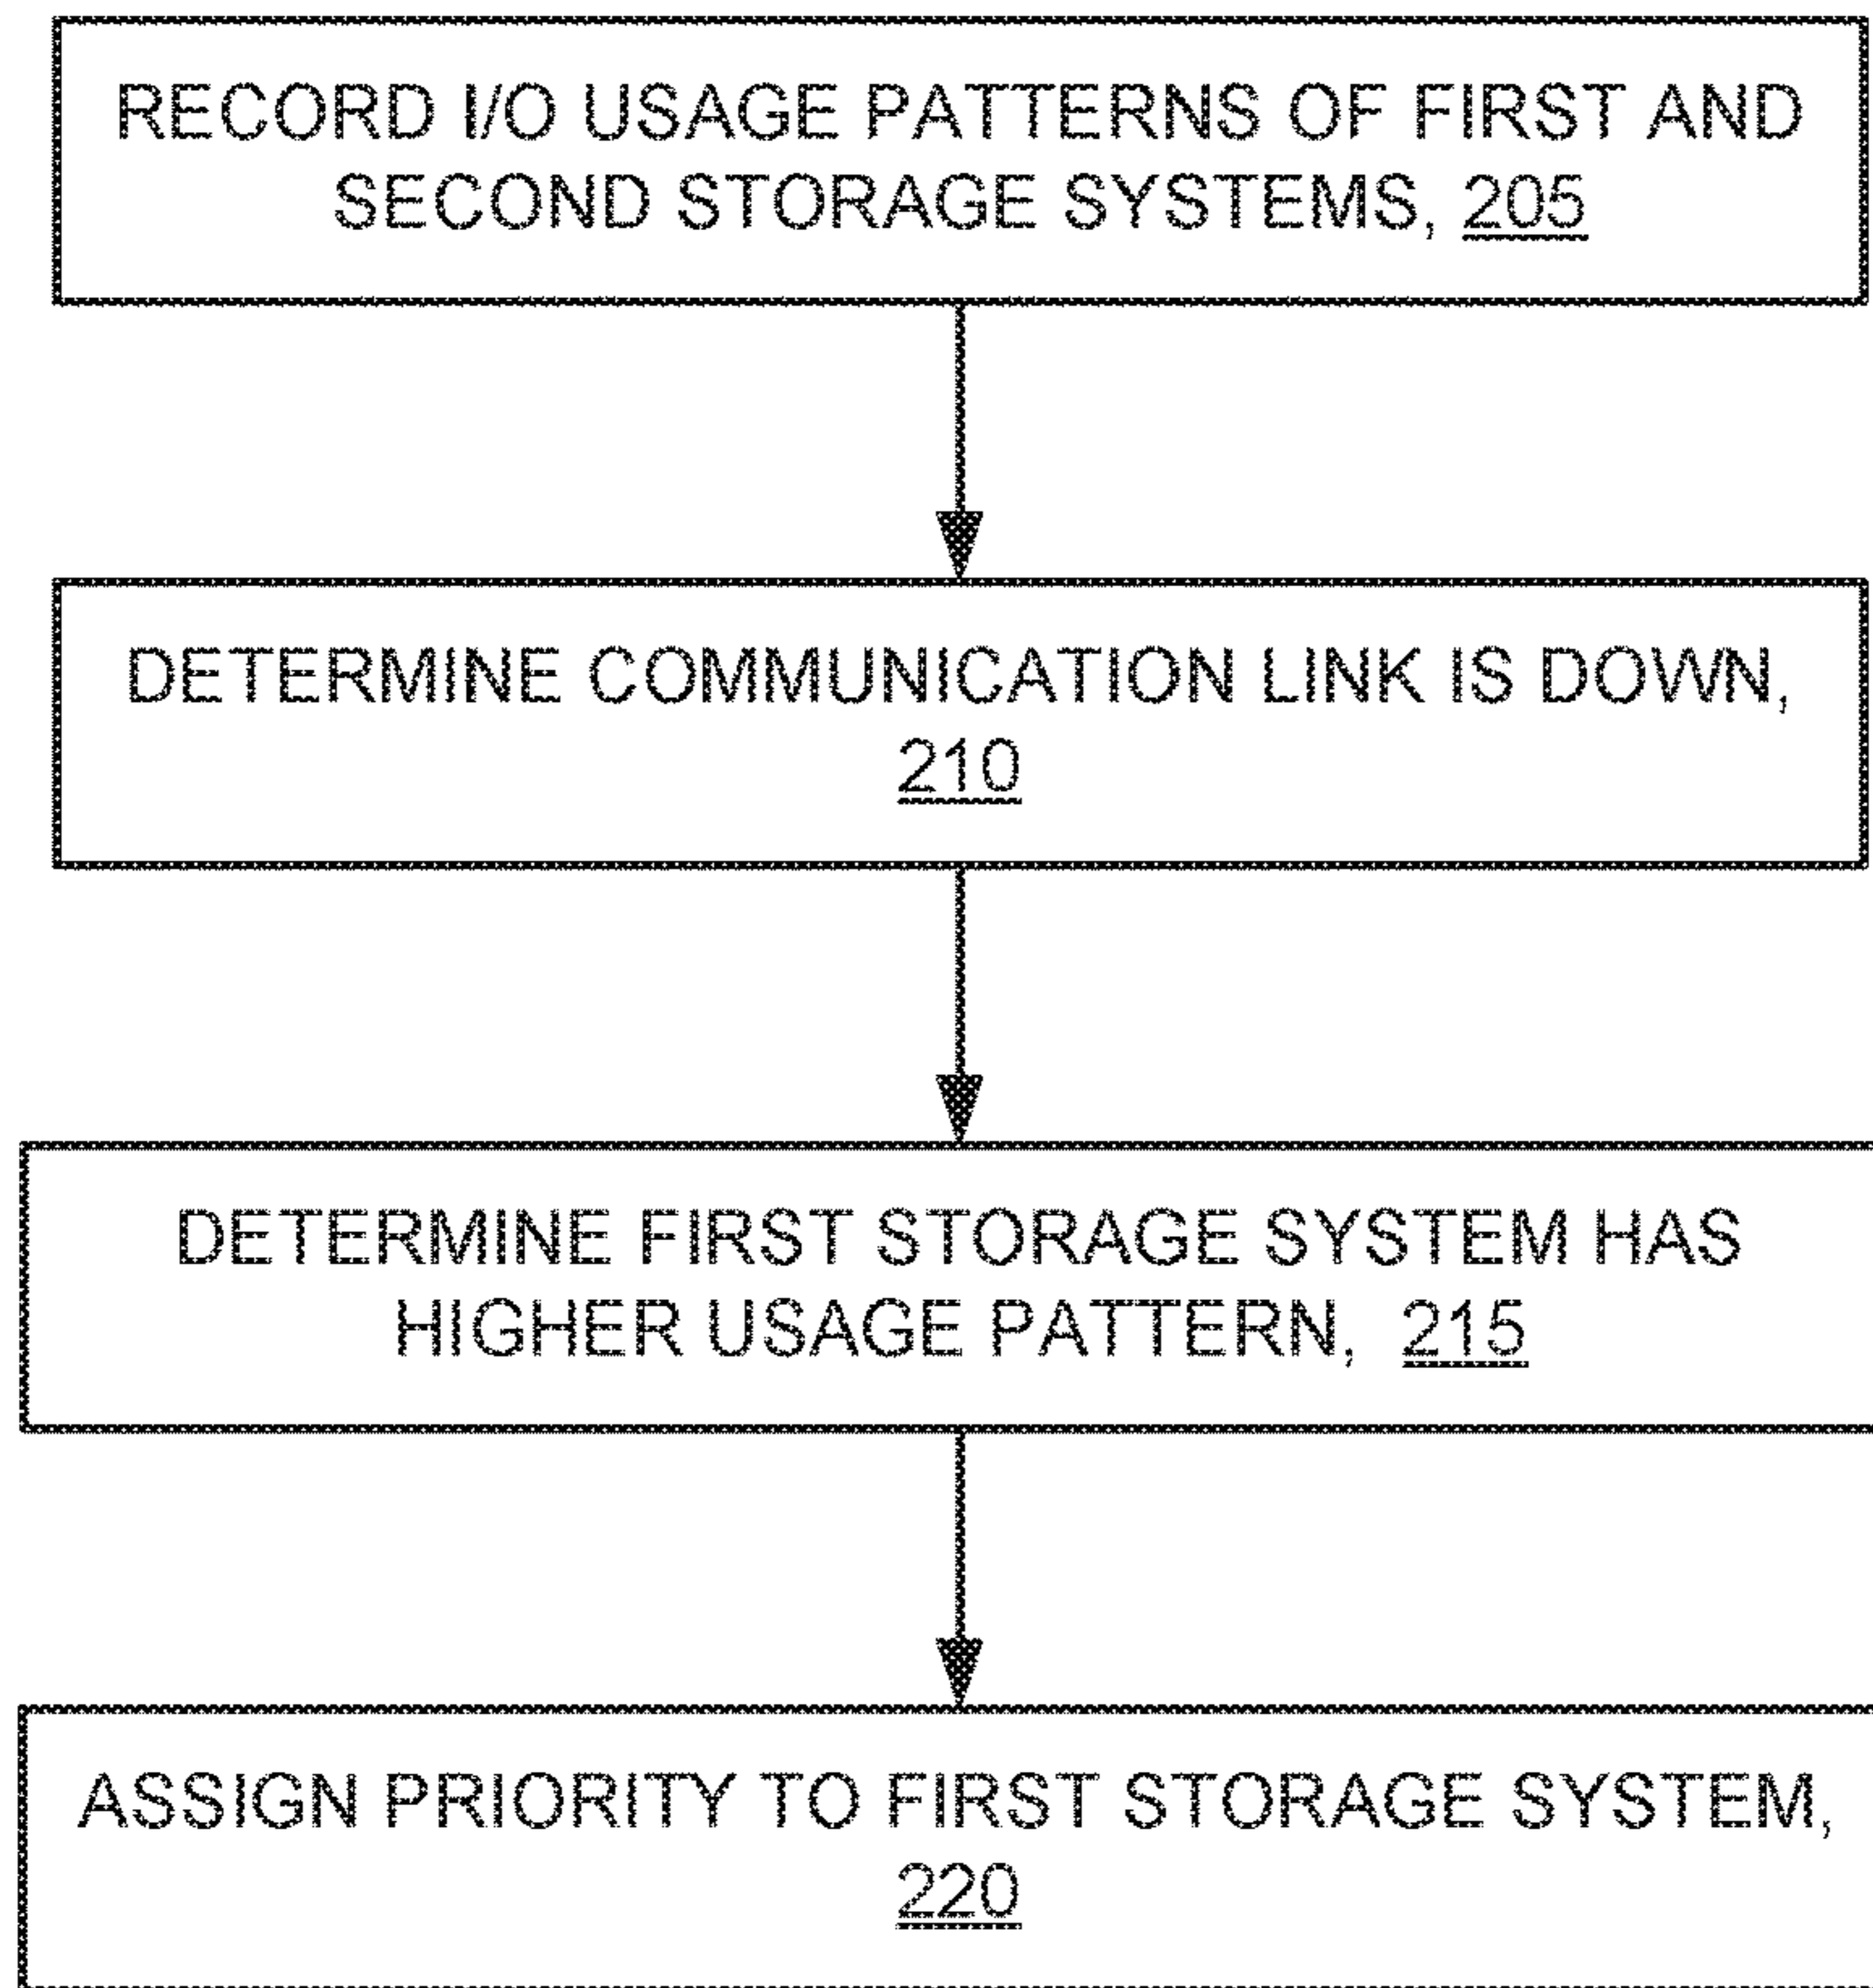 RECORD I/O USAGE PATTERNS OF FIRST AND
SECOND STORAGE SYSTEMS, 205
DETERMINE COMMUNICATION LINK IS DOWN,
210
DETERMINE FIRST STORAGE SYSTEM HAS
HIGHER USAGE PATTERN, 215
ASSIGN PRIORITY TO FIRST STORAGE SYSTEM,
220